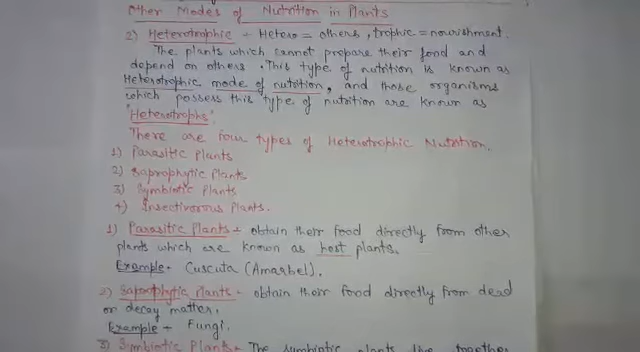 Other Modes of Nutrition in Plants
2) Heterotrophic - Hetero = others, trophic = nourishment.
The plants which cannot prepare their food and
depend on others. This type of nutrition is known as
Heterotrophic mode of nutrition, and those organisms
which possess this type of nutrition are known as
'Heterotrophs'
There are four types of Heterotrophic Nutrition.
1) Parasitic Plants
2) Saprophytic Plants
3) Symbiotic Plants
4) Insectivorous Plants.
1) Parasitic Plants - obtain their food directly from other
plants which are known as host plants.
Example - Cuscuta (Amarbel).
2) Saprophytic Plants - obtain their food directly from dead
or decay matter.
Example - Fungi.
3) Symbiotic Plants - The symbiotic plants live together